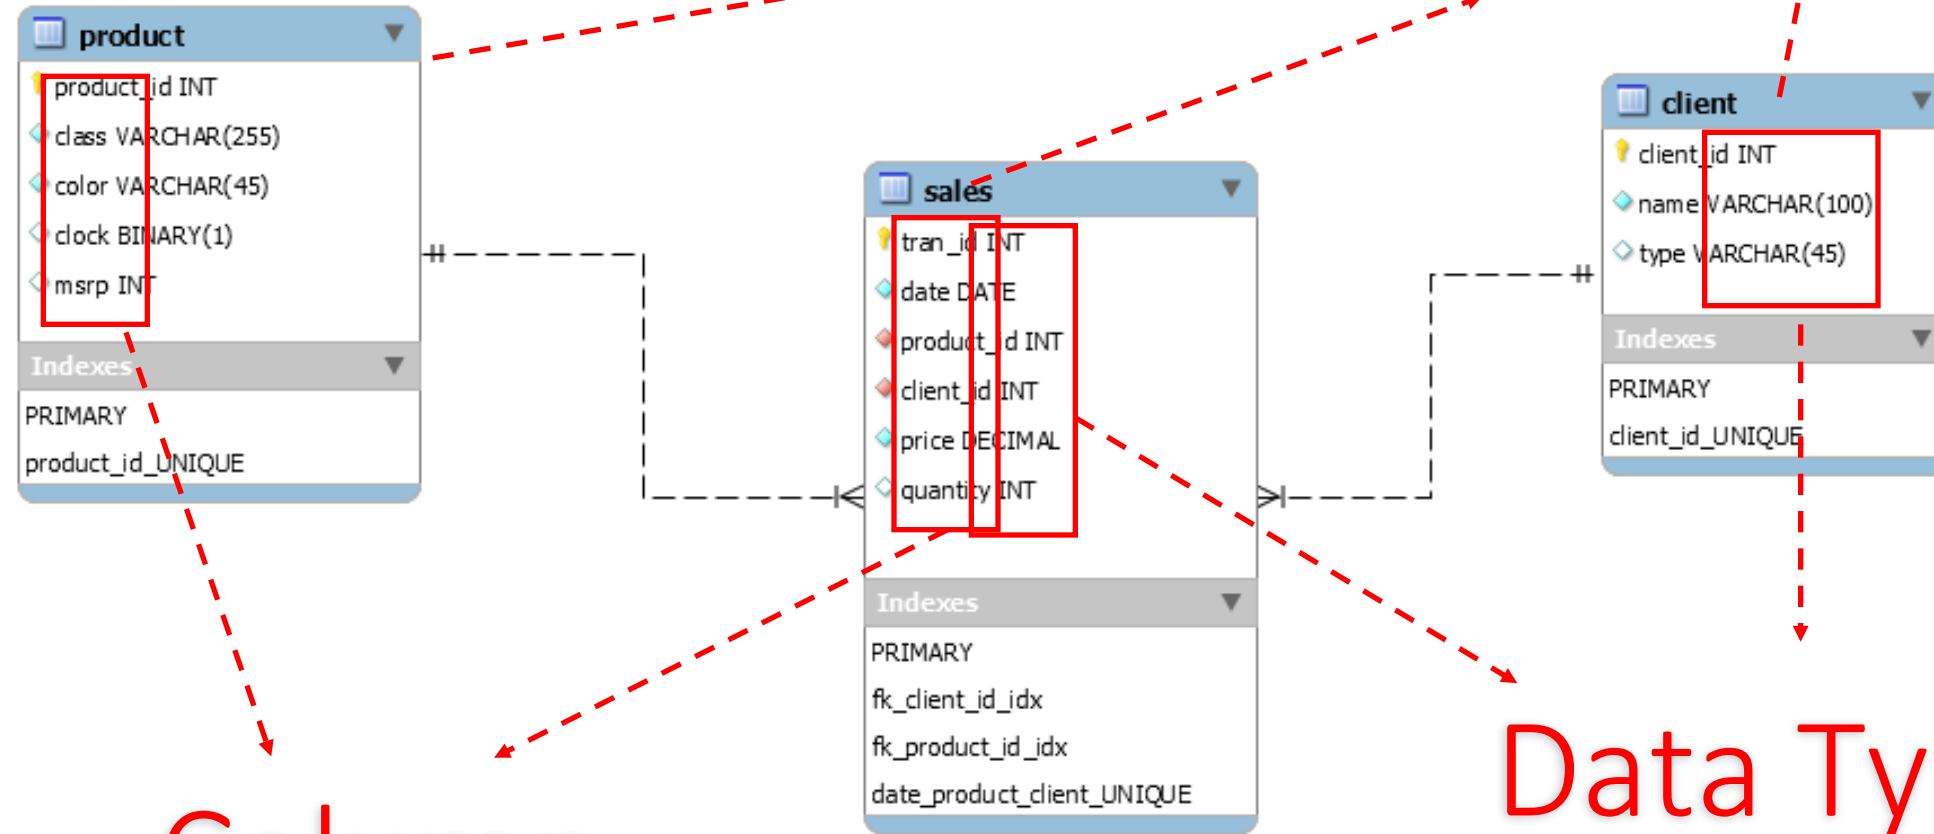 product
product_id INT
class VARCHAR(255)
color VARCHAR(45)
clock BINARY(1)
msrp INT
Indexes
PRIMARY
product_id_UNIQUE
sales
tran_id INT
date DATE
product_id INT
client_id INT
price DECIMAL
quantity INT
Indexes
PRIMARY
fk_client_id_idx
fk_product_id_idx
date_product_client_UNIQUE
client
client_id INT
name VARCHAR(100)
type VARCHAR(45)
Indexes
PRIMARY
client_id_UNIQUE
Data Ty